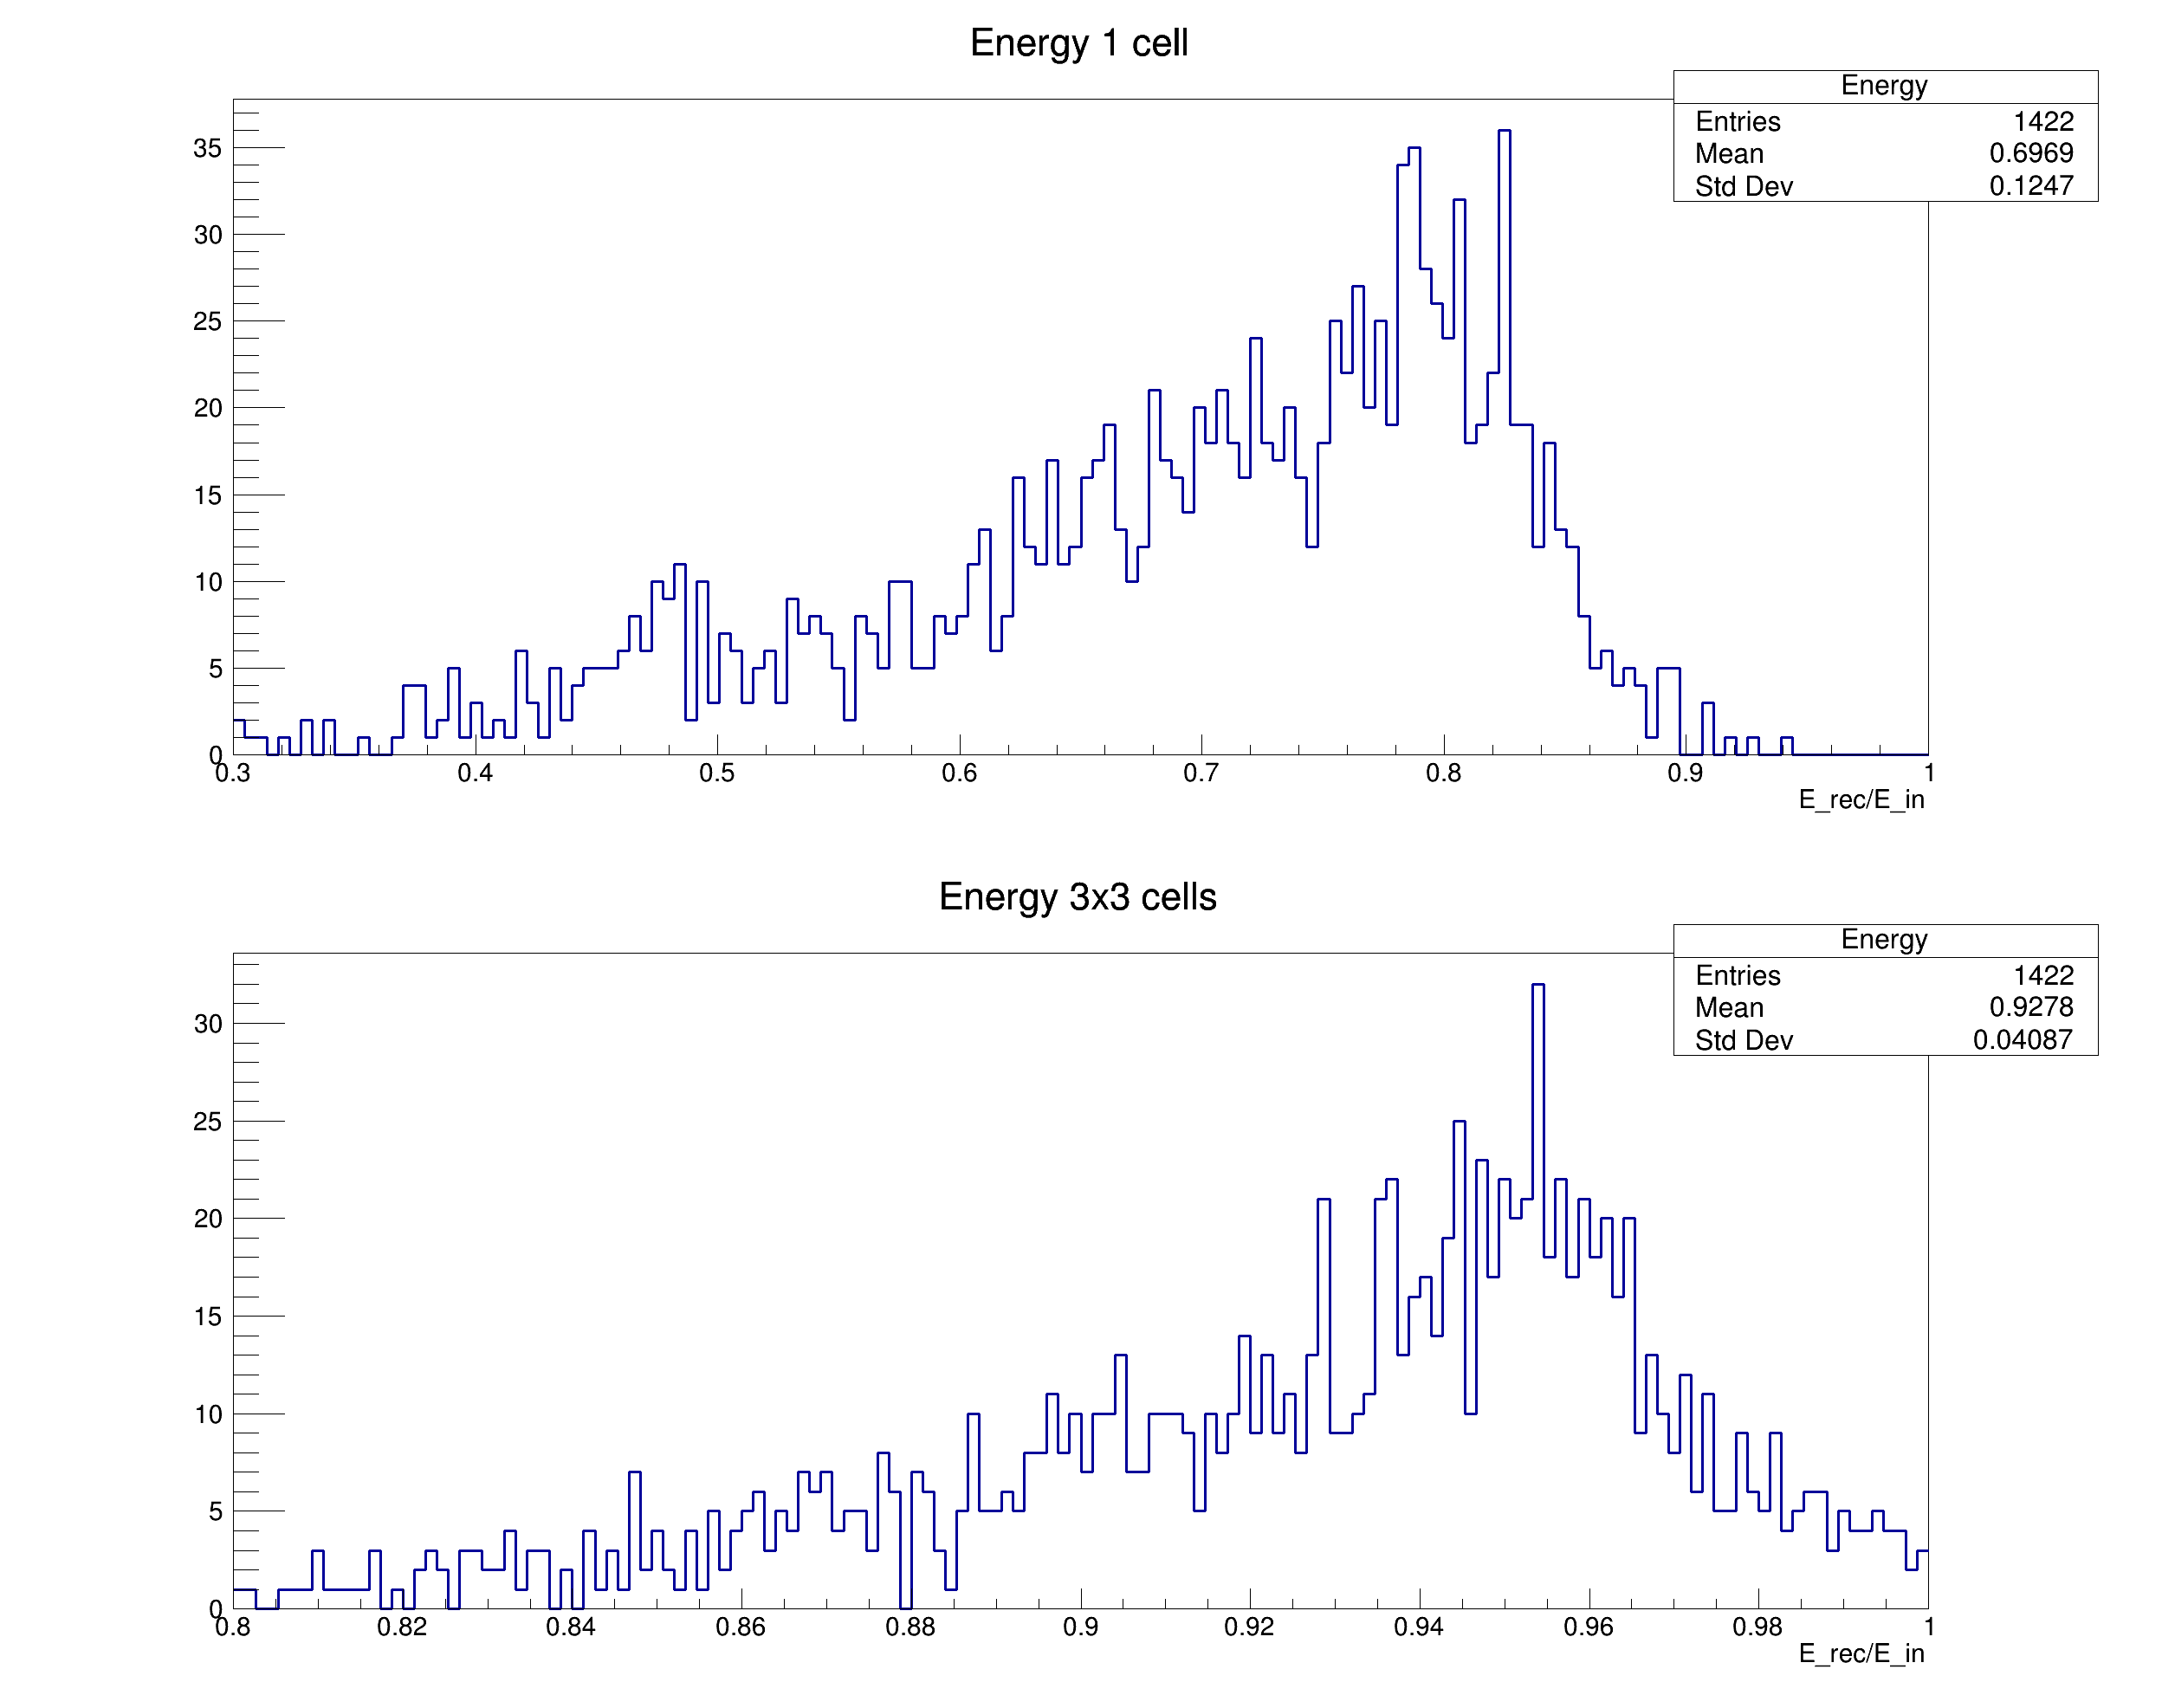 Energy 1 cell
Energy
Entries 1422
Mean 0.6969
Std Dev 0.1247
35
30
25
20
15
10
5
0
0.3 0.4 0.5 0.6 0.7 0.8 0.9 1
E_rec/E_in
Energy 3x3 cells
Energy
Entries 1422
Mean 0.9278
Std Dev 0.04087
30
25
20
15
10
5
0
0.8 0.82 0.84 0.86 0.88 0.9 0.92 0.94 0.96 0.98 1
E_rec/E_in